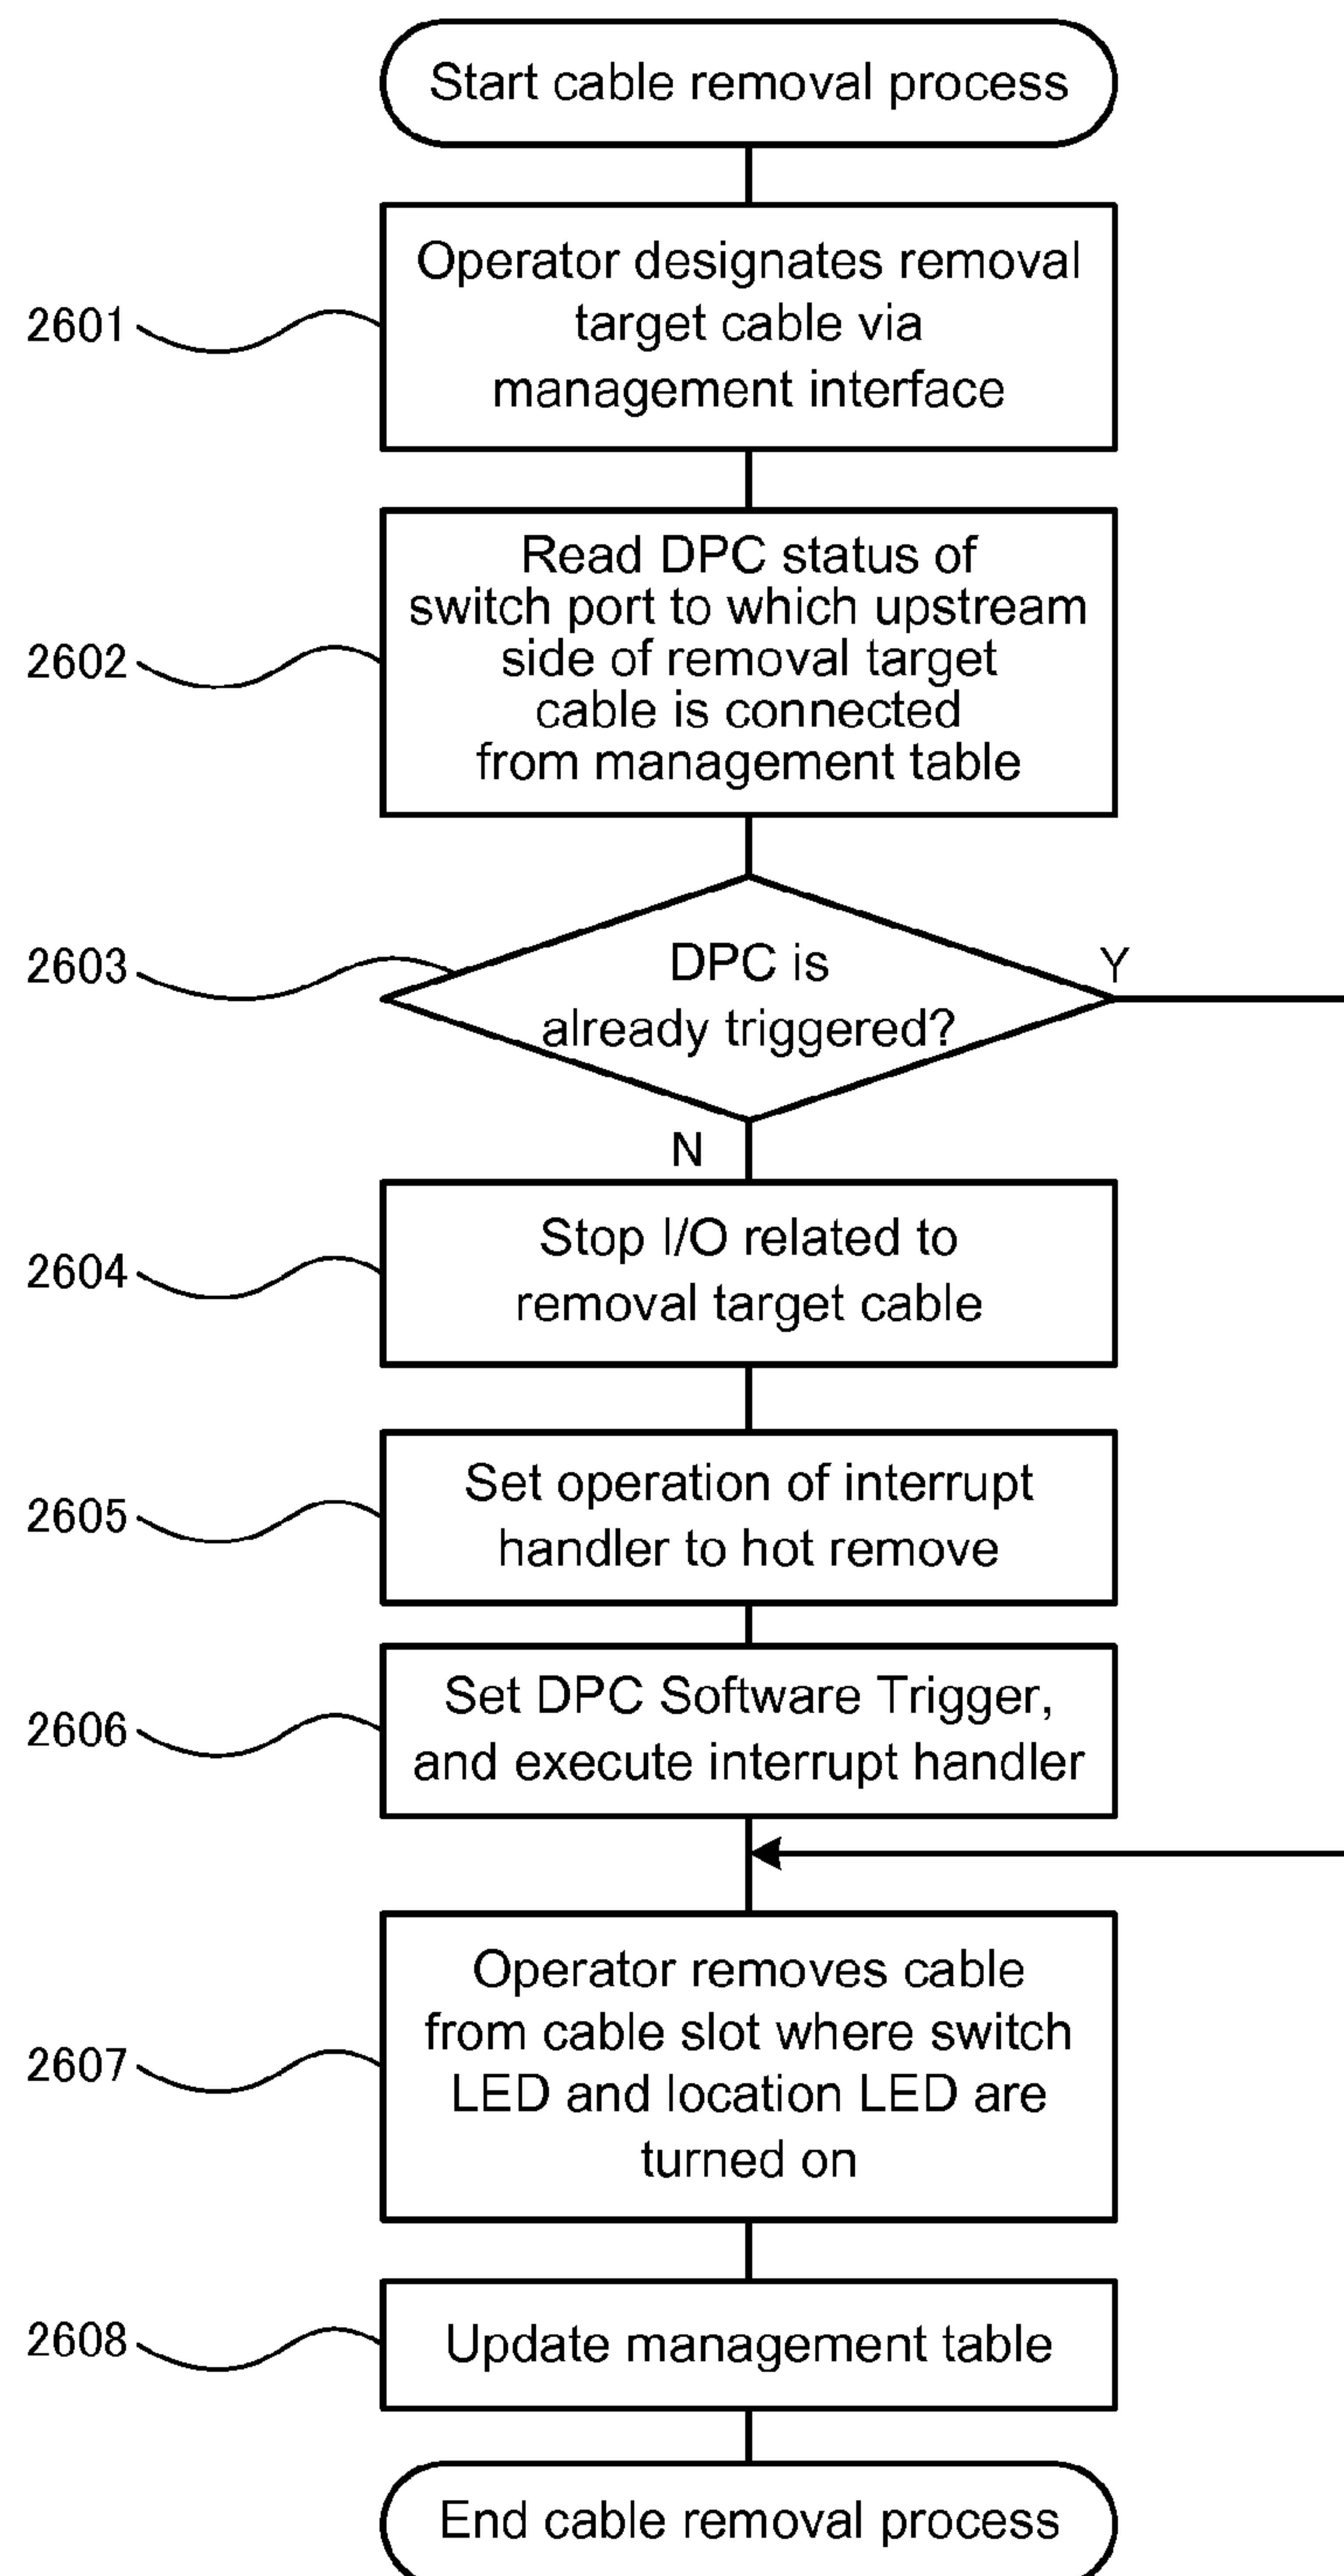 Start cable removal process
2601
Operator designates removal
target cable via
management interface
2602
Read DPC status of
switch port to which upstream
side of removal target
cable is connected
from management table
2603
DPC is
already triggered?
Y
N
2604
Stop I/O related to
removal target cable
2605
Set operation of interrupt
handler to hot remove
2606
Set DPC Software Trigger,
and execute interrupt handler
2607
Operator removes cable
from cable slot where switch
LED and location LED are
turned on
2608
Update management table
End cable removal process